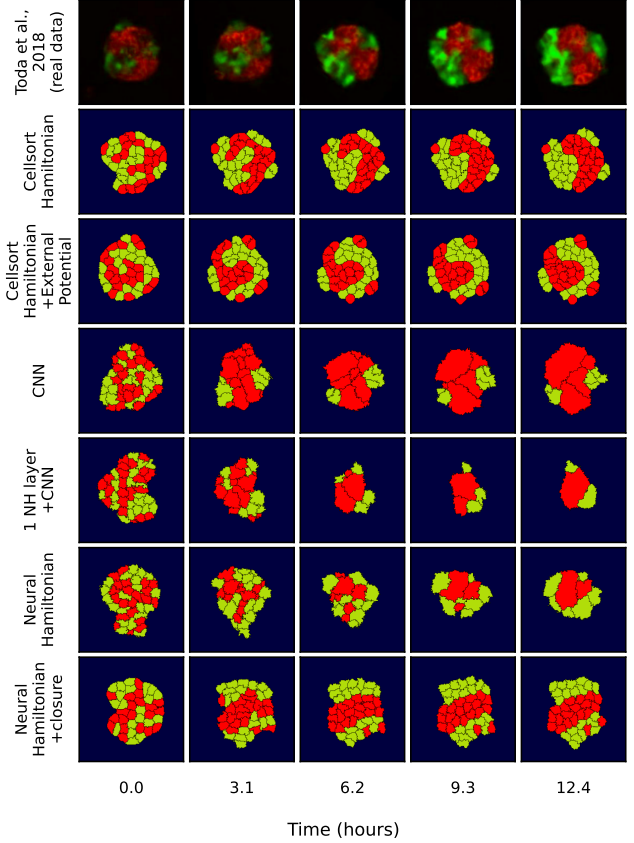 Toda et al.,
2018
(real data)
Cellsort
Hamiltonian
Cellsort
Hamiltonian
+External
Potential
CNN
1 NH layer
+CNN
Neural
Hamiltonian
Neural
Hamiltonian
+closure
0.0 3.1 6.2 9.3 12.4
Time (hours)